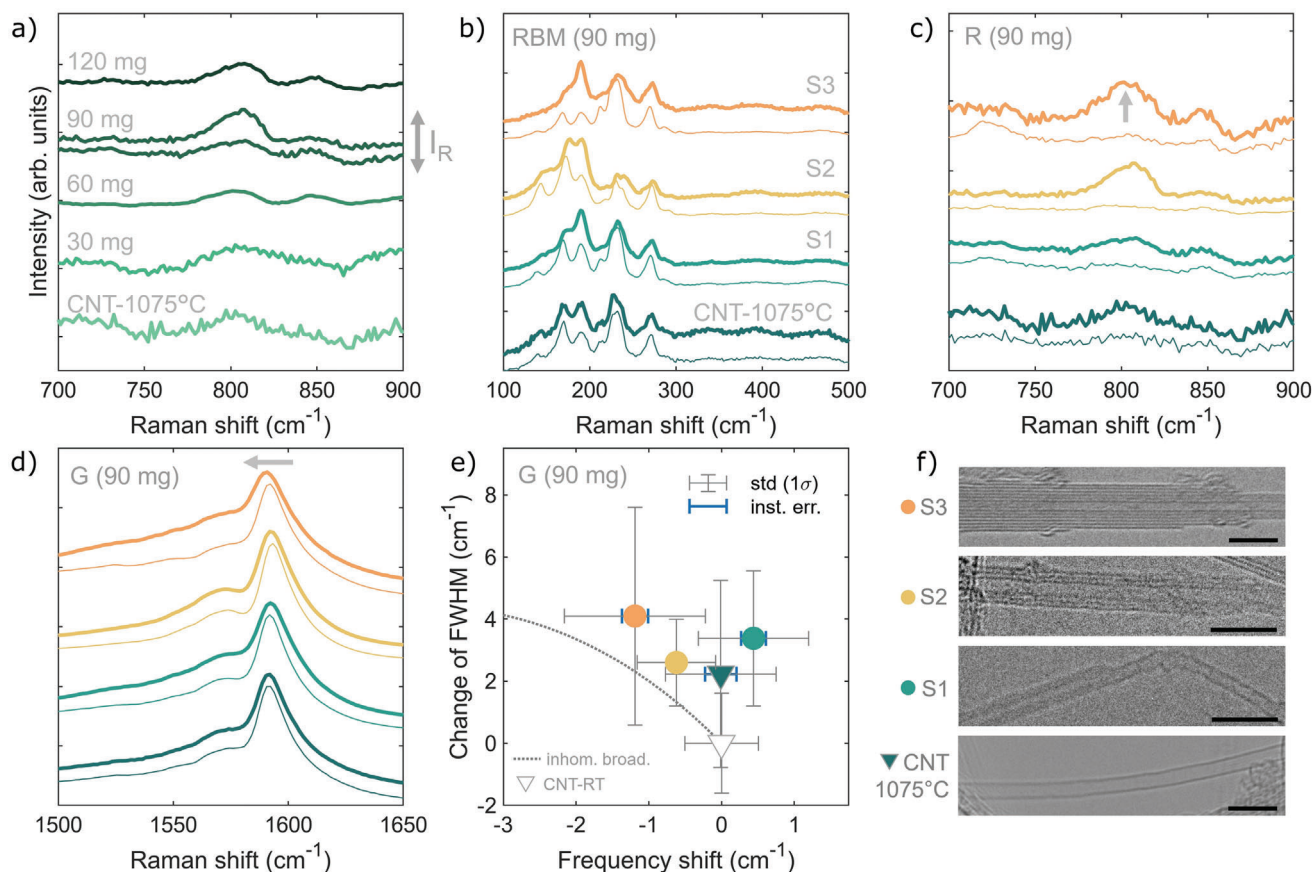 a)
120 mg
90 mg
60 mg
30 mg
CNT-1075ºC
I_R
Intensity (arb. units)
700 750 800 850 900
Raman shift (cm⁻¹)
b)
RBM (90 mg)
S3
S2
S1
CNT-1075ºC
100 200 300 400 500
Raman shift (cm⁻¹)
c)
R (90 mg)
700 750 800 850 900
Raman shift (cm⁻¹)
d)
G (90 mg)
1500 1550 1600 1650
Raman shift (cm⁻¹)
e)
G (90 mg)
std (1σ)
inst. err.
8
6
4
2
0
-2
Change of FWHM (cm⁻¹)
inhom. broad.
CNT-RT
-3 -2 -1 0 1
Frequency shift (cm⁻¹)
f)
S3
S2
S1
CNT
1075°C